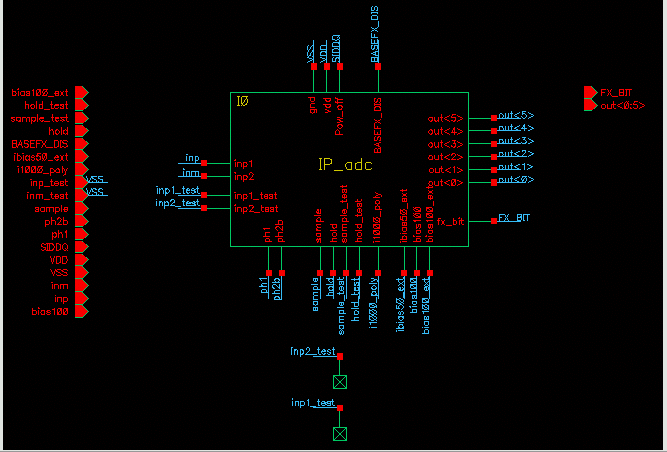 VSS
VDD
SIDDQ
BASEFX_DIS
bias100_ext
hold_test
sample_test
hold
BASEFX_DIS
ibias50_ext
i1000_poly
inp_test
VSS
inm_test
VSS
sample
ph2b
ph1
SIDDQ
VDD
VSS
inm
inp
bias100
FX_BIT
out<0:5>
I0
gnd
vdd
Pow_off
BASEFX_DIS
IP_adc
inp
inp1
inm
inp2
inp1_test
inp1_test
inp2_test
inp2_test
out<5>
out<5>
out<4>
out<4>
out<3>
out<3>
out<2>
out<2>
out<1>
out<1>
out<0>
out<0>
fx_bit
FX_BIT
ph1
ph2b
sample
hold
sample_test
hold_test
i1000_poly
ibias50_ext
bias100
bias100_ext
ph1
ph2b
sample
hold
sample_test
hold_test
i1000_poly
ibias50_ext
bias100
bias100_ext
inp2_test
inp1_test